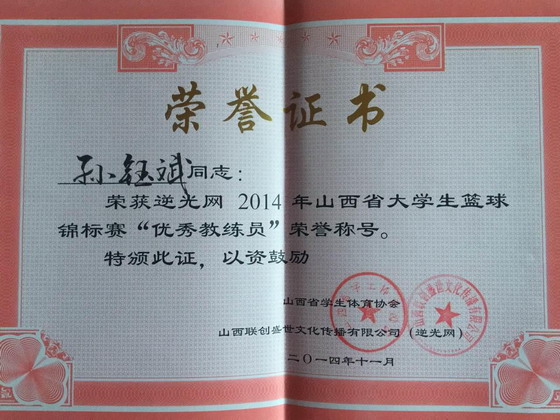 荣誉证书
孙钰斌同志：
荣获逆光网 2014 年山西省大学生篮球
锦标赛“优秀教练员”荣誉称号。
特颁此证，以资鼓励
山西省学生体育协会
山西联创盛世文化传播有限公司（逆光网）
二〇一四年十一月